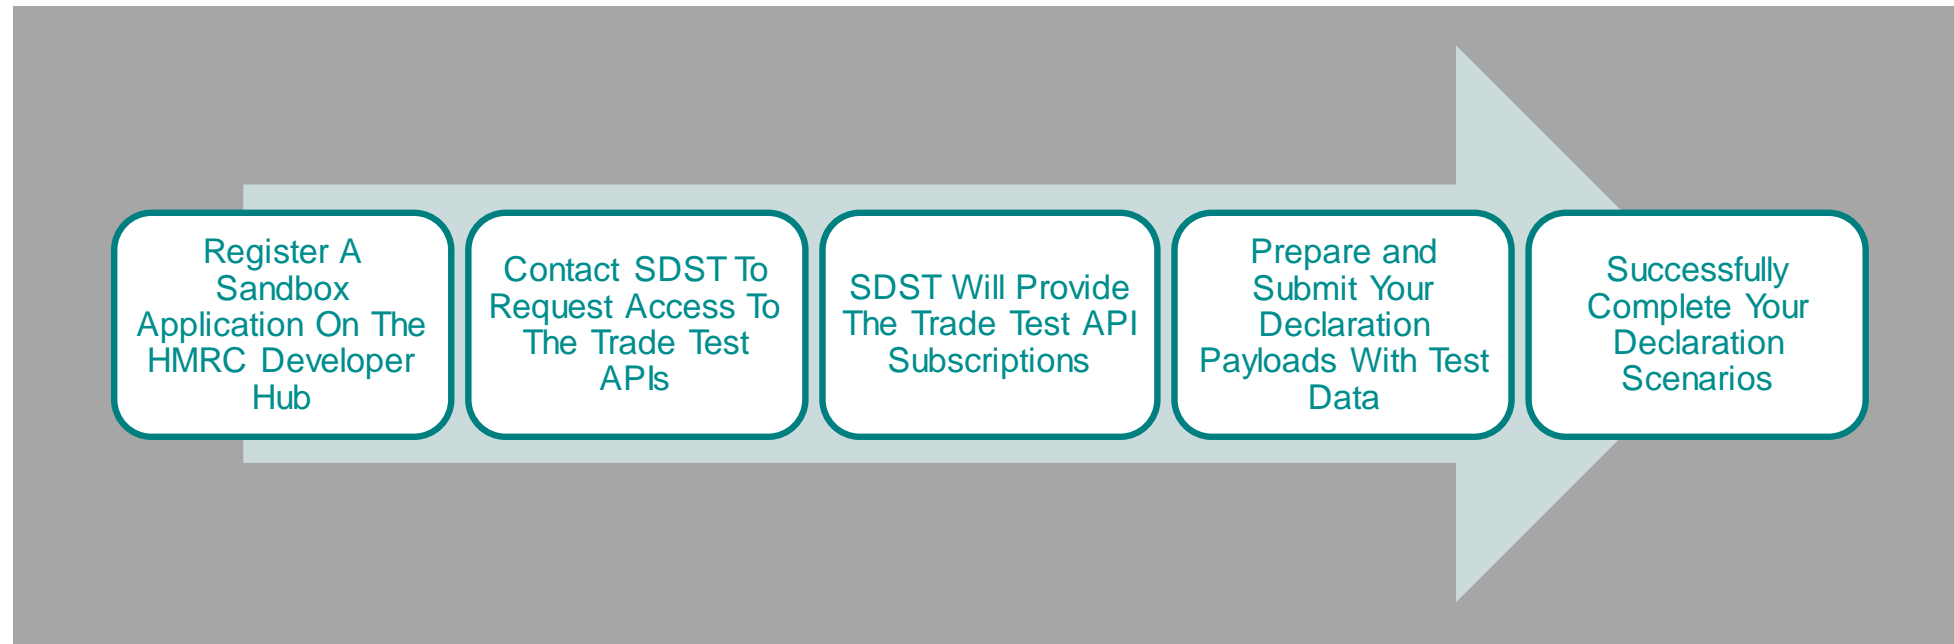 Register A
Sandbox
Application On The
HMRC Developer
Hub
Contact SDST To
Request Access To
The Trade Test
APIs
SDST Will Provide
The Trade Test API
Subscriptions
Prepare and
Submit Your
Declaration
Payloads With Test
Data
Successfully
Complete Your
Declaration
Scenarios